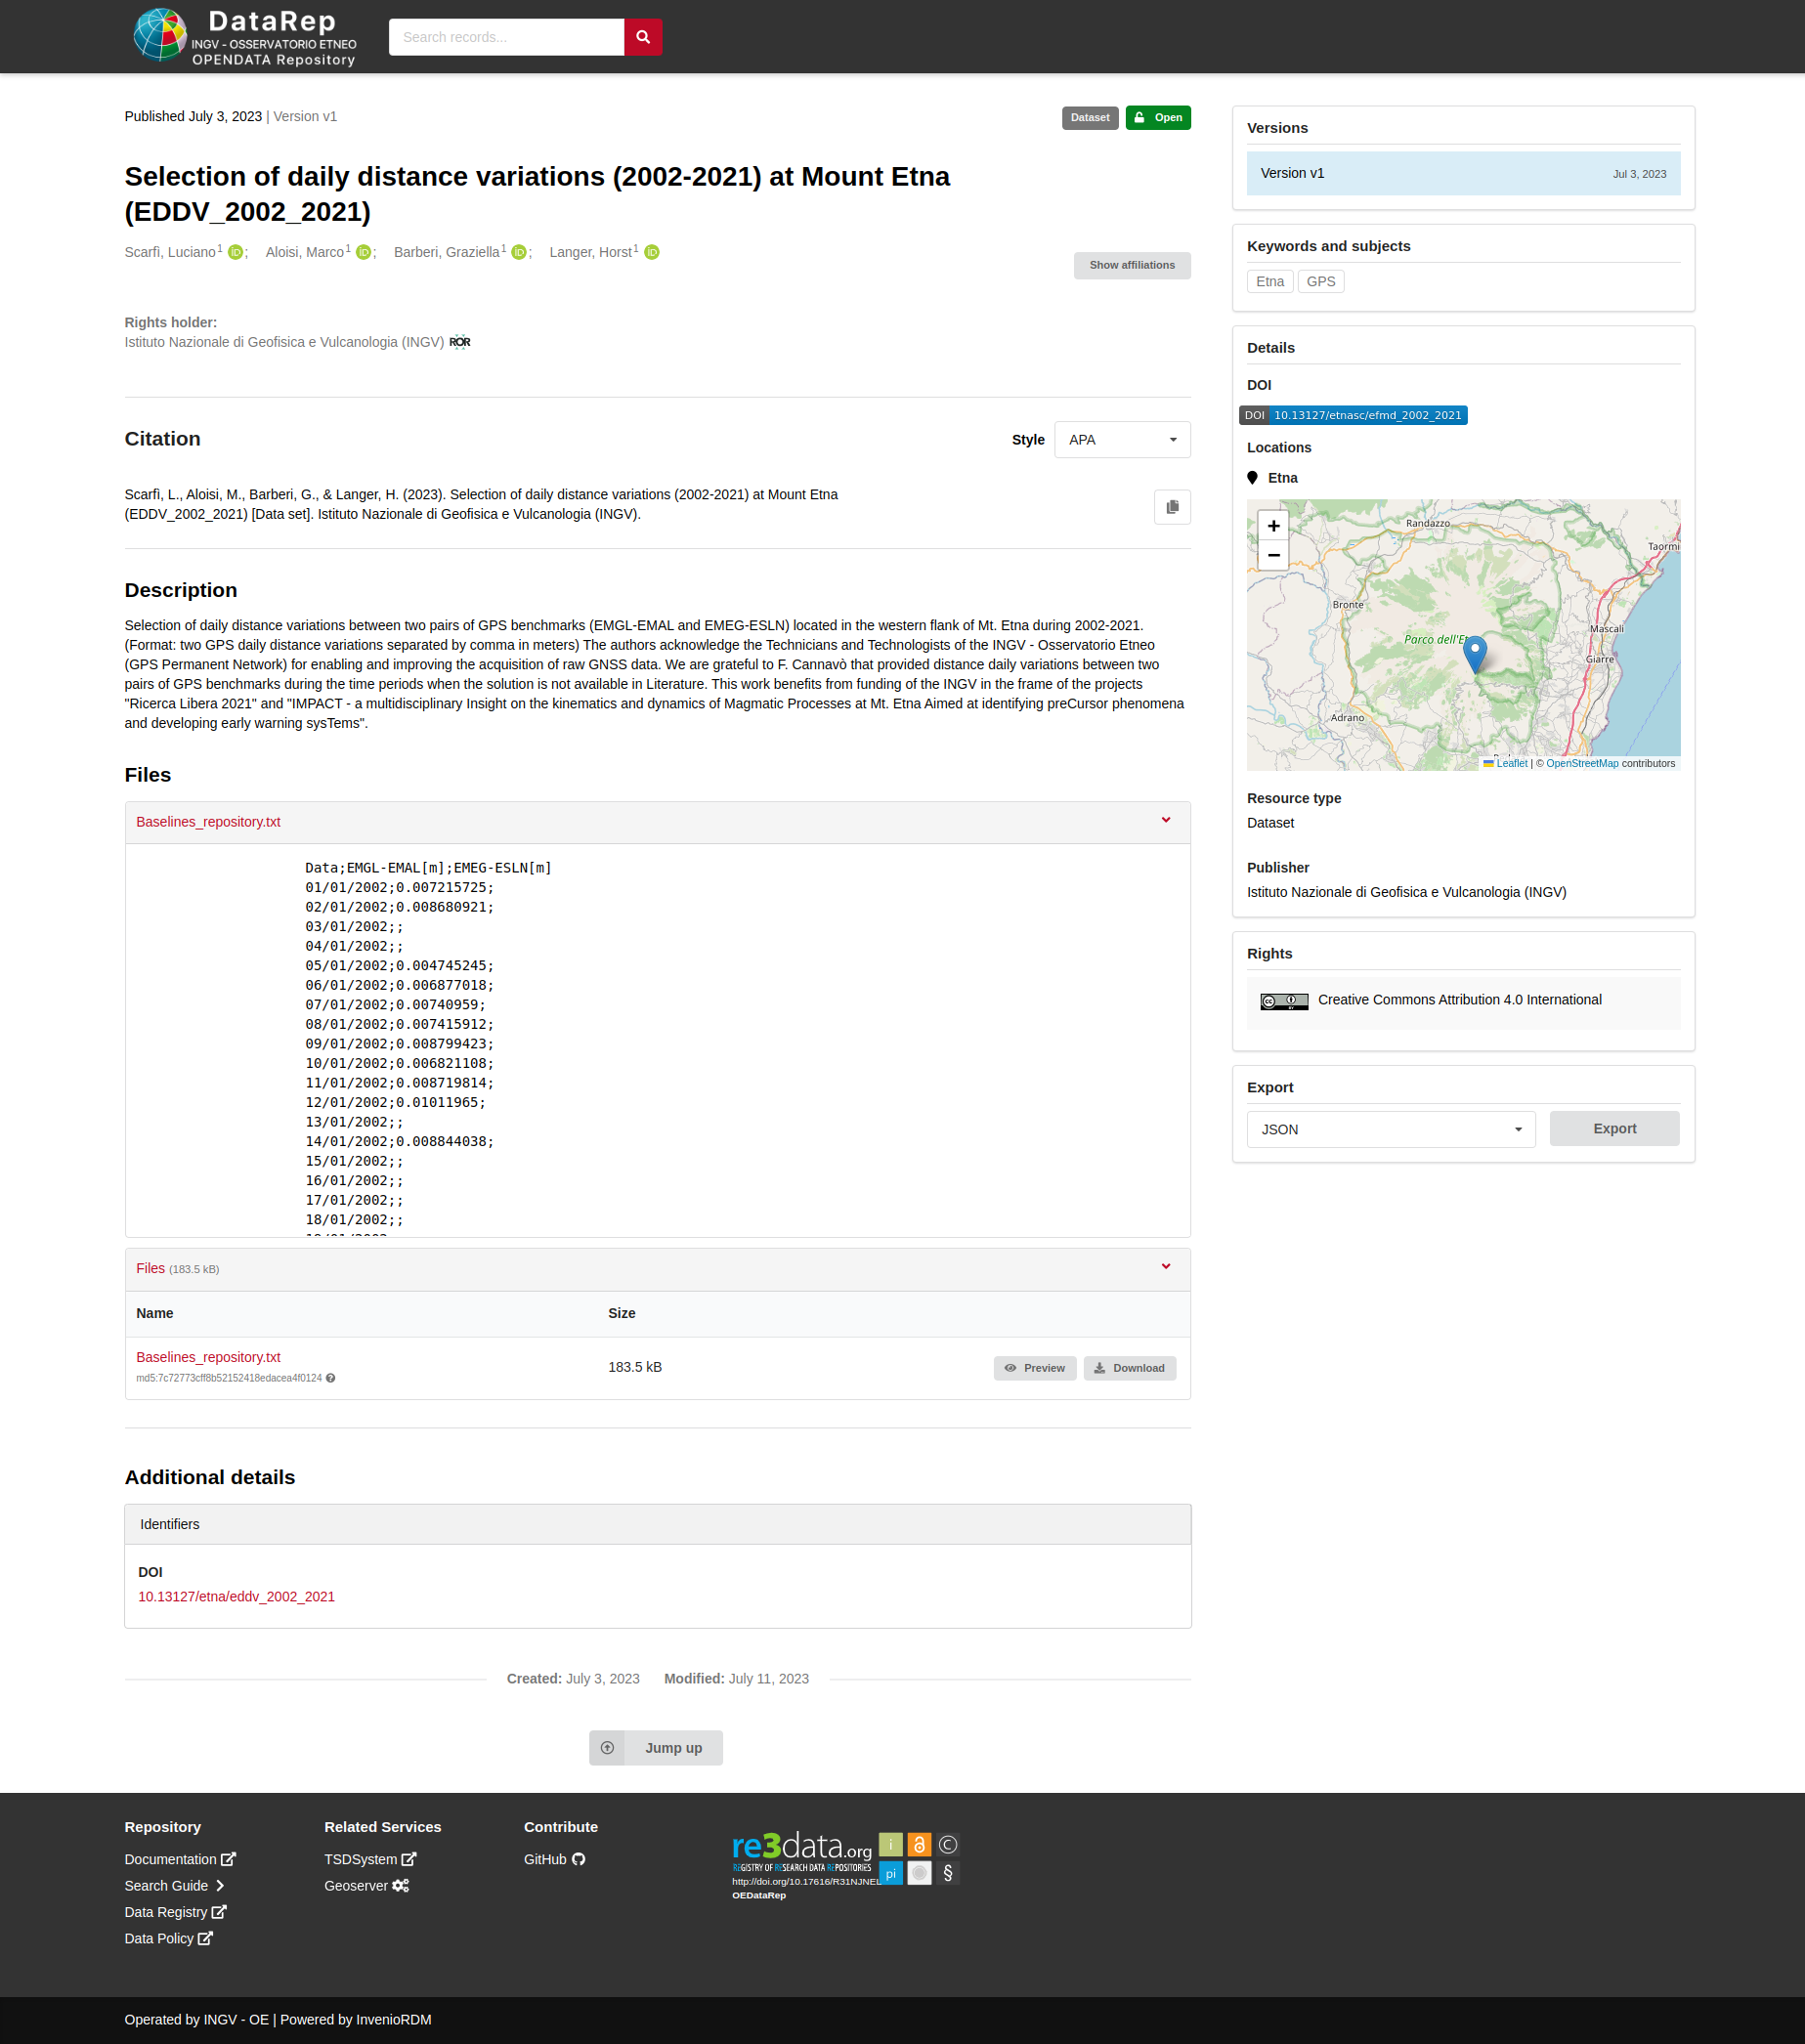 DataRep
INGV - OSSERVATORIO ETNEO
OPENDATA Repository
Search records...
Published July 3, 2023 | Version v1
Dataset
Open
Selection of daily distance variations (2002-2021) at Mount Etna
(EDDV_2002_2021)
Scarfì, Luciano1 iD; Aloisi, Marco1 iD; Barberi, Graziella1 iD; Langer, Horst1 iD
Show affiliations
Rights holder:
Istituto Nazionale di Geofisica e Vulcanologia (INGV) ROR
Citation
Style APA
Scarfì, L., Aloisi, M., Barberi, G., & Langer, H. (2023). Selection of daily distance variations (2002-2021) at Mount Etna
(EDDV_2002_2021) [Data set]. Istituto Nazionale di Geofisica e Vulcanologia (INGV).
Description
Selection of daily distance variations between two pairs of GPS benchmarks (EMGL-EMAL and EMEG-ESLN) located in the western flank of Mt. Etna during 2002-2021.
(Format: two GPS daily distance variations separated by comma in meters) The authors acknowledge the Technicians and Technologists of the INGV - Osservatorio Etneo
(GPS Permanent Network) for enabling and improving the acquisition of raw GNSS data. We are grateful to F. Cannavò that provided distance daily variations between two
pairs of GPS benchmarks during the time periods when the solution is not available in Literature. This work benefits from funding of the INGV in the frame of the projects
"Ricerca Libera 2021" and "IMPACT - a multidisciplinary Insight on the kinematics and dynamics of Magmatic Processes at Mt. Etna Aimed at identifying preCursor phenomena
and developing early warning sysTems".
Files
Baselines_repository.txt
Data;EMGL-EMAL[m];EMEG-ESLN[m]
01/01/2002;0.007215725;
02/01/2002;0.008680921;
03/01/2002;;
04/01/2002;;
05/01/2002;0.004745245;
06/01/2002;0.006877018;
07/01/2002;0.00740959;
08/01/2002;0.007415912;
09/01/2002;0.008799423;
10/01/2002;0.006821108;
11/01/2002;0.008719814;
12/01/2002;0.01011965;
13/01/2002;;
14/01/2002;0.008844038;
15/01/2002;;
16/01/2002;;
17/01/2002;;
18/01/2002;;
Files (183.5 kB)
Name Size
Baselines_repository.txt
md5:7c72773cff8b52152418edacea4f0124
183.5 kB
Preview
Download
Additional details
Identifiers
DOI
10.13127/etna/eddv_2002_2021
Created: July 3, 2023 Modified: July 11, 2023
Jump up
Versions
Version v1 Jul 3, 2023
Keywords and subjects
Etna GPS
Details
DOI
DOI 10.13127/etnasc/efmd_2002_2021
Locations
Etna
+
−
Randazzo
Taormi
Bronte
Mascali
Parco dell'Et
Giarre
Adrano
Leaflet | © OpenStreetMap contributors
Resource type
Dataset
Publisher
Istituto Nazionale di Geofisica e Vulcanologia (INGV)
Rights
cc BY Creative Commons Attribution 4.0 International
Export
JSON
Export
Repository
Documentation
Search Guide
Data Registry
Data Policy
Related Services
TSDSystem
Geoserver
Contribute
GitHub
re3data.org
REGISTRY OF RESEARCH DATA REPOSITORIES
http://doi.org/10.17616/R31NJNEL
OEDataRep
i
©
pi
§
Operated by INGV - OE | Powered by InvenioRDM